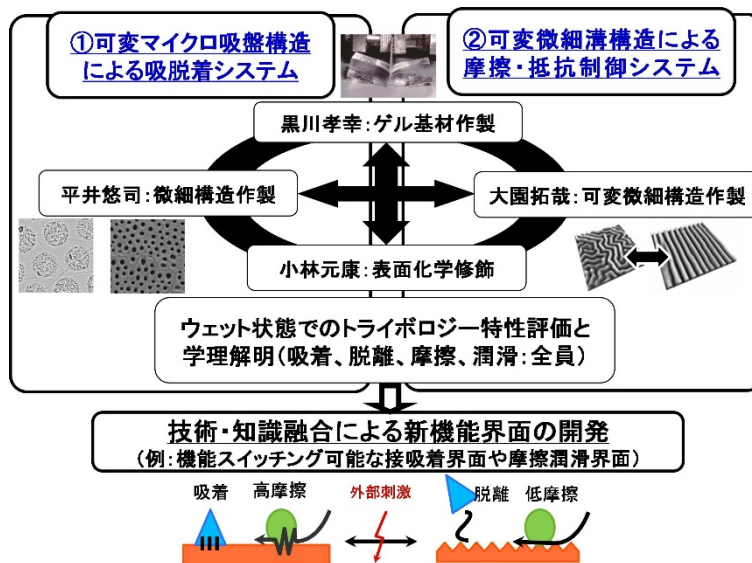 ①可変マイクロ吸盤構造
による吸脱着システム
②可変微細溝構造による
摩擦・抵抗制御システム
黒川孝幸：ゲル基材作製
平井悠司：微細構造作製
大園拓哉：可変微細構造作製
小林元康：表面化学修飾
ウェット状態でのトライボロジー特性評価と
学理解明（吸着、脱離、摩擦、潤滑：全員）
技術・知識融合による新機能界面の開発
（例：機能スイッチング可能な接吸着界面や摩擦潤滑界面）
吸着
高摩擦
外部刺激
脱離
低摩擦